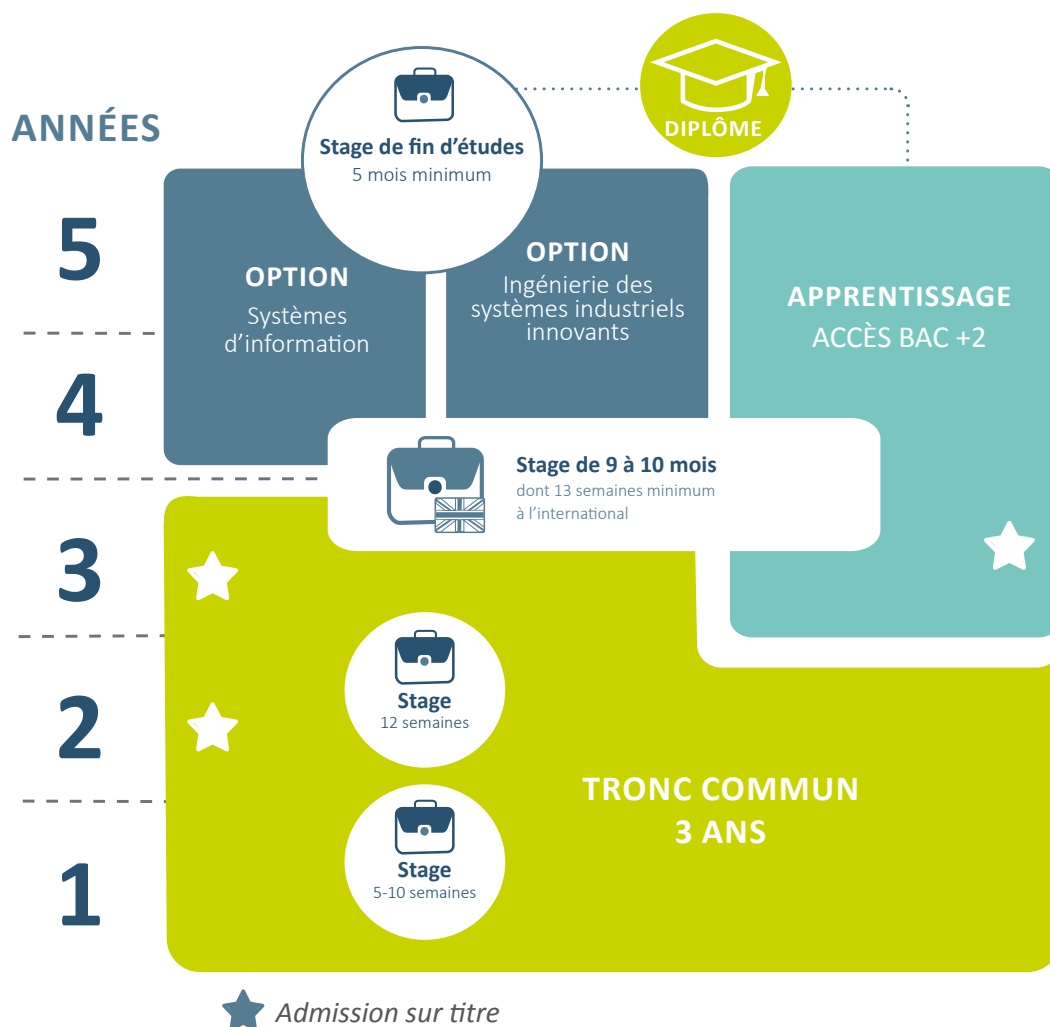 DIPLÔME
ANNÉES
Stage de fin d'études
5 mois minimum
5
OPTION
Systèmes
d'information
OPTION
Ingénierie des
systèmes industriels
innovants
APPRENTISSAGE
ACCÈS BAC +2
4
Stage de 9 à 10 mois
dont 13 semaines minimum
à l'international
3
Stage
12 semaines
2
TRONC COMMUN
3 ANS
Stage
5-10 semaines
1
Admission sur titre